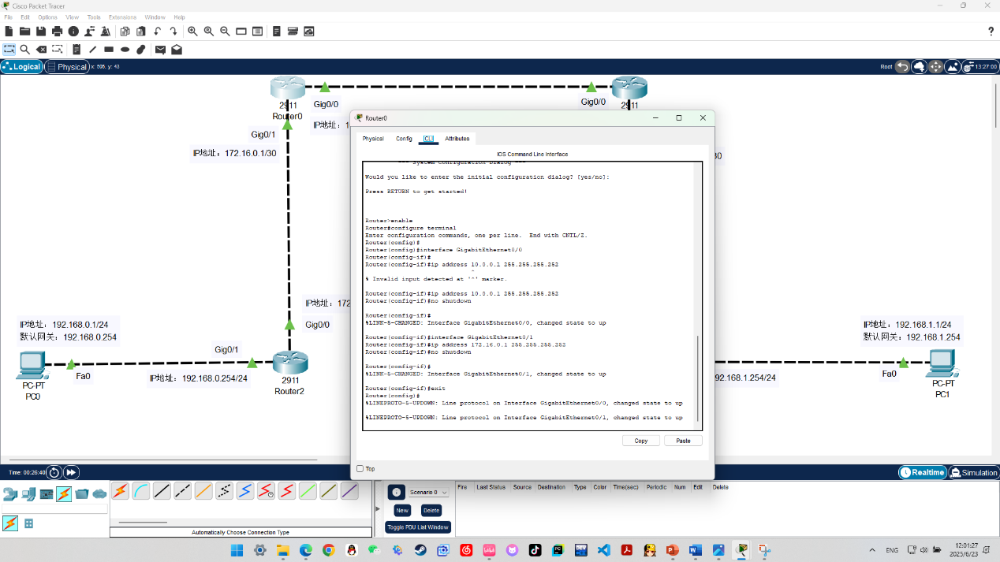 Cisco Packet Tracer
File Edit Options View Tools Extensions Window Help
Logical Physical x: 506, y: 43
Root 13:27:00
2911
Router0
Gig0/0
IP地址：1
Gig0/1
IP地址：172.16.0.1/30
Gig0/0
2911
30
IP地址：172
Gig0/0
IP地址：192.168.0.1/24
默认网关：192.168.0.254
Gig0/1
Fa0
IP地址：192.168.0.254/24
PC-PT
PC0
2911
Router2
IP地址：192.168.1.1/24
默认网关：192.168.1.254
92.168.1.254/24
Fa0
PC-PT
PC1
Router0
Physical Config CLI Attributes
IOS Command Line Interface
--- System Configuration Dialog ---
Would you like to enter the initial configuration dialog? [yes/no]:
Press RETURN to get started!
Router>enable
Router#configure terminal
Enter configuration commands, one per line.  End with CNTL/Z.
Router(config)#
Router(config)#interface GigabitEthernet0/0
Router(config-if)#
Router(config-if)#ip address 10.0.0.1 255.255.255.252
^
% Invalid input detected at '^' marker.
Router(config-if)#ip address 10.0.0.1 255.255.255.252
Router(config-if)#no shutdown
Router(config-if)#
%LINK-5-CHANGED: Interface GigabitEthernet0/0, changed state to up
Router(config-if)#interface GigabitEthernet0/1
Router(config-if)#ip address 172.16.0.1 255.255.255.252
Router(config-if)#no shutdown
Router(config-if)#
%LINK-5-CHANGED: Interface GigabitEthernet0/1, changed state to up
Router(config-if)#exit
Router(config)#
%LINEPROTO-5-UPDOWN: Line protocol on Interface GigabitEthernet0/0, changed state to up
%LINEPROTO-5-UPDOWN: Line protocol on Interface GigabitEthernet0/1, changed state to up
Copy Paste
Top
Time: 00:26:40
Realtime Simulation
Automatically Choose Connection Type
Scenario 0
New Delete
Toggle PDU List Window
Fire Last Status Source Destination Type Color Time(sec) Periodic Num Edit Delete
ENG
12:01:27
2025/6/23